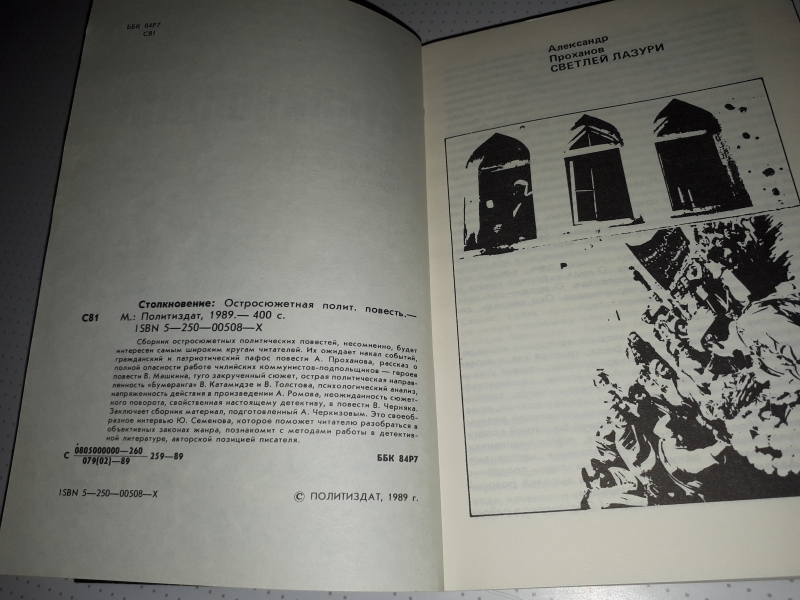 ББК 84Р7
С81
Столкновение: Остросюжетная полит. повесть.—
С81 М.: Политиздат, 1989.— 400 с.
ISBN 5—250—00508—X
Сборник остросюжетных политических повестей, несомненно, будет
интересен самым широким кругам читателей. Их ожидает накал событий,
гражданский и патриотический пафос повести А. Проханова, рассказ о
полной опасности работе чилийских коммунистов-подпольщиков — героев
повести В. Машкина, туго закрученный сюжет, острая политическая направ-
ленность «Бумеранга» В. Катамидзе и В. Толстова, психологический анализ,
напряженность действия в произведении А. Ромова, неожиданность сюжет-
ного поворота, свойственная настоящему детективу, в повести В. Черняка.
Заключает сборник материал, подготовленный А. Черкизовым. Это своеоб-
разное интервью Ю. Семенова, которое поможет читателю разобраться в
объективных законах жанра, познакомит с методами работы в детектив-
ной литературе, авторской позицией писателя.
С 0805000000—260
079(02)—89 259—89 ББК 84Р7
ISBN 5—250—00508—X © ПОЛИТИЗДАТ, 1989 г.
Александр
Проханов
СВЕТЛЕЙ ЛАЗУРИ